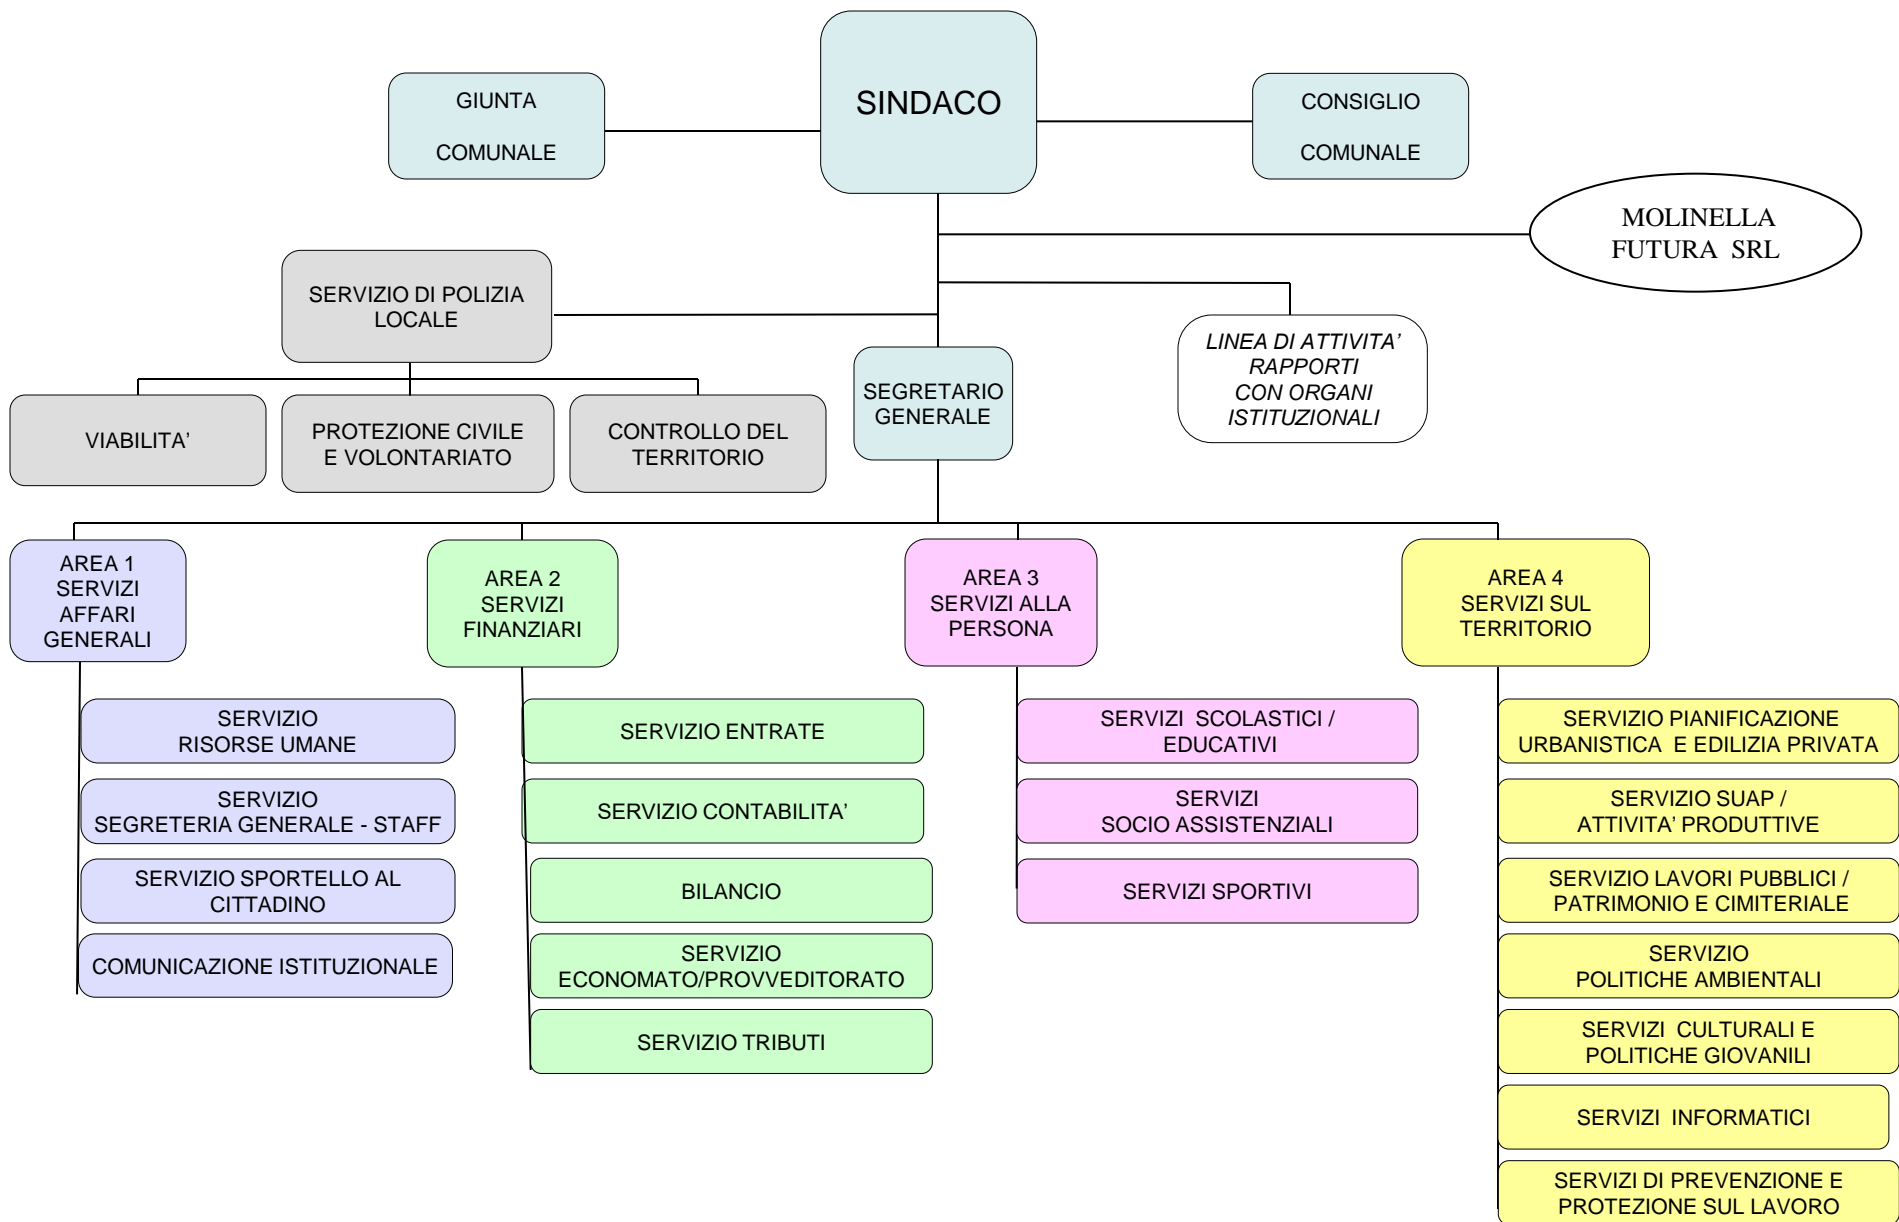 SINDACO
GIUNTA
COMUNALE
CONSIGLIO
COMUNALE
MOLINELLA
FUTURA SRL
SERVIZIO DI POLIZIA
LOCALE
LINEA DI ATTIVITA’
RAPPORTI
CON ORGANI
ISTITUZIONALI
SEGRETARIO
GENERALE
VIABILITA’
PROTEZIONE CIVILE
E VOLONTARIATO
CONTROLLO DEL
TERRITORIO
AREA 1
SERVIZI
AFFARI
GENERALI
AREA 2
SERVIZI
FINANZIARI
AREA 3
SERVIZI ALLA
PERSONA
AREA 4
SERVIZI SUL
TERRITORIO
SERVIZIO
RISORSE UMANE
SERVIZIO
SEGRETERIA GENERALE - STAFF
SERVIZIO SPORTELLO AL
CITTADINO
COMUNICAZIONE ISTITUZIONALE
SERVIZIO ENTRATE
SERVIZIO CONTABILITA’
BILANCIO
SERVIZIO
ECONOMATO/PROVVEDITORATO
SERVIZIO TRIBUTI
SERVIZI SCOLASTICI /
EDUCATIVI
SERVIZI
SOCIO ASSISTENZIALI
SERVIZI SPORTIVI
SERVIZIO PIANIFICAZIONE
URBANISTICA E EDILIZIA PRIVATA
SERVIZIO SUAP /
ATTIVITA’ PRODUTTIVE
SERVIZIO LAVORI PUBBLICI /
PATRIMONIO E CIMITERIALE
SERVIZIO
POLITICHE AMBIENTALI
SERVIZI CULTURALI E
POLITICHE GIOVANILI
SERVIZI INFORMATICI
SERVIZI DI PREVENZIONE E
PROTEZIONE SUL LAVORO